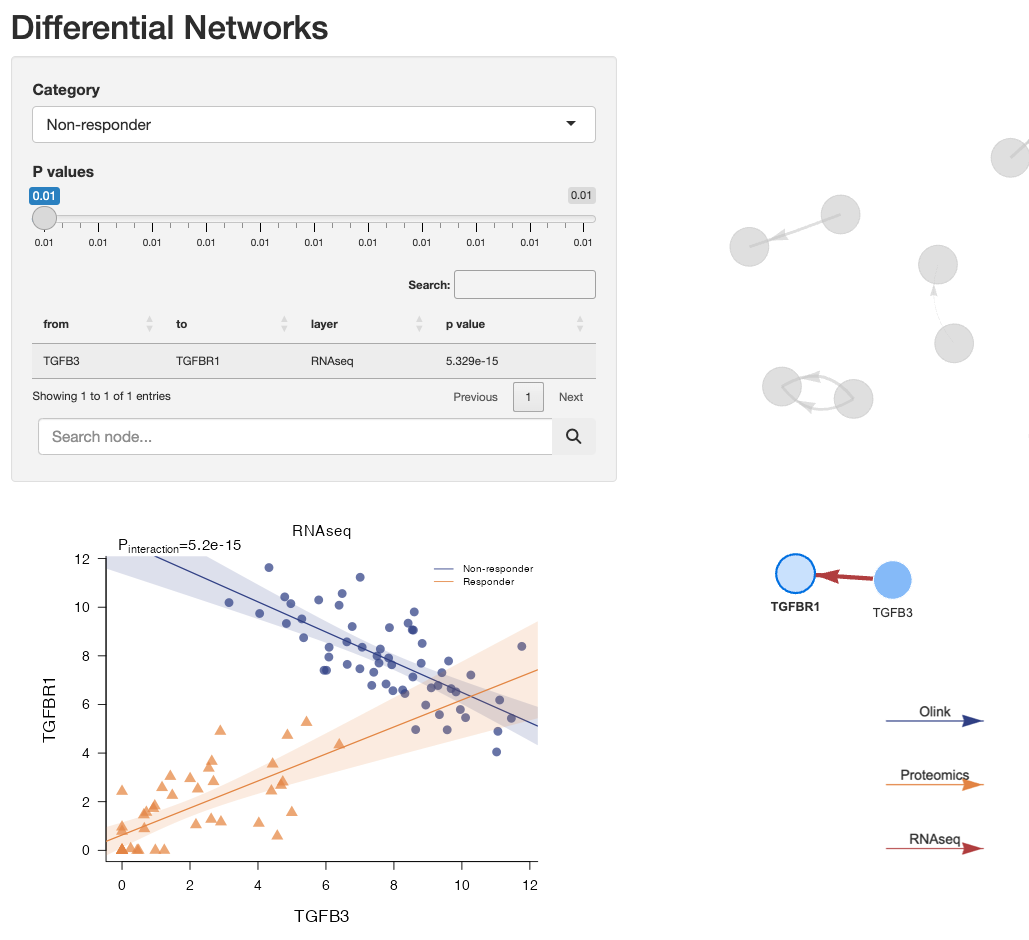 Differential Networks
Category
Non-responder
P values
0.01 0.01
0.01 0.01 0.01 0.01 0.01 0.01 0.01 0.01 0.01 0.01 0.01
Search:
from to layer p value
TGFB3 TGFBR1 RNAseq 5.329e-15
Showing 1 to 1 of 1 entries Previous 1 Next
Search node...
RNAseq
Pinteraction=5.2e-15
Non-responder
Responder
12
10
8
6
4
2
0
TGFBR1
0 2 4 6 8 10 12
TGFB3
TGFBR1 TGFB3
Olink
Proteomics
RNAseq